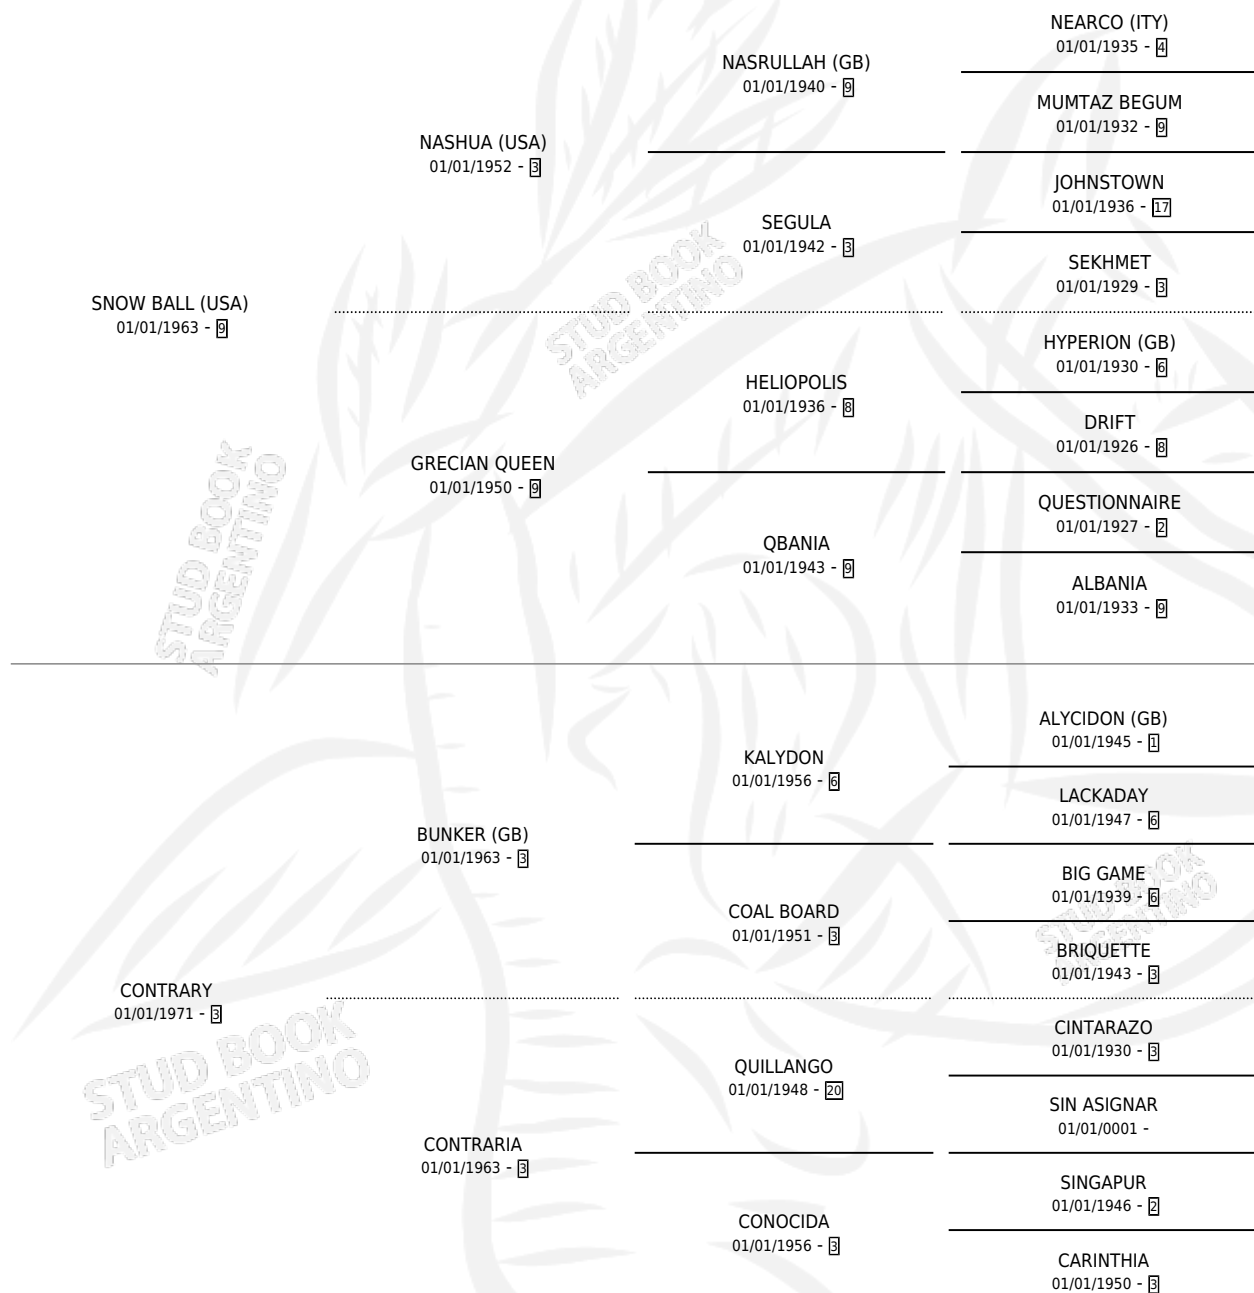 NEARCO (ITY)
01/01/1935 - 4
NASRULLAH (GB)
01/01/1940 - 9
MUMTAZ BEGUM
01/01/1932 - 9
NASHUA (USA)
01/01/1952 - 3
JOHNSTOWN
01/01/1936 - 17
SEGULA
01/01/1942 - 3
SEKHMET
01/01/1929 - 3
SNOW BALL (USA)
01/01/1963 - 9
HYPERION (GB)
01/01/1930 - 6
HELIOPOLIS
01/01/1936 - 8
DRIFT
01/01/1926 - 8
GRECIAN QUEEN
01/01/1950 - 9
QUESTIONNAIRE
01/01/1927 - 2
QBANIA
01/01/1943 - 9
ALBANIA
01/01/1933 - 9
ALYCIDON (GB)
01/01/1945 - 1
KALYDON
01/01/1956 - 6
LACKADAY
01/01/1947 - 6
BUNKER (GB)
01/01/1963 - 3
BIG GAME
01/01/1939 - 6
COAL BOARD
01/01/1951 - 3
BRIQUETTE
01/01/1943 - 3
CONTRARY
01/01/1971 - 3
CINTARAZO
01/01/1930 - 3
QUILLANGO
01/01/1948 - 20
SIN ASIGNAR
01/01/0001 -
CONTRARIA
01/01/1963 - 3
SINGAPUR
01/01/1946 - 2
CONOCIDA
01/01/1956 - 3
CARINTHIA
01/01/1950 - 3
STUD BOOK
ARGENTINO
STUD BOOK
ARGENTINO
STUD BOOK
ARGENTINO
STUD BOOK
ARGENTINO